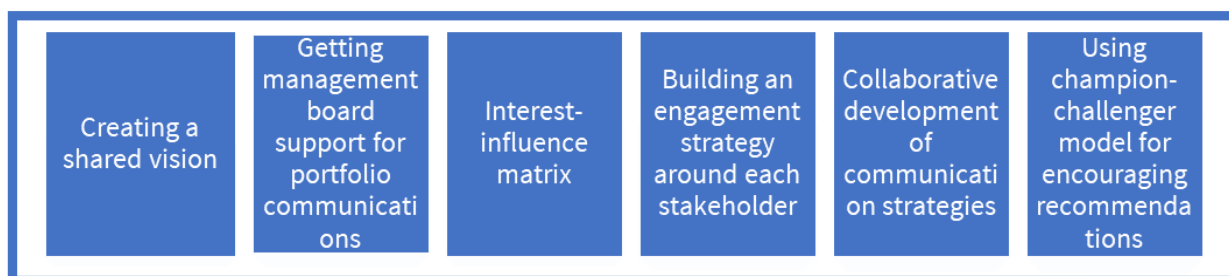 Creating a
shared vision
Getting
management
board
support for
portfolio
communicati
ons
Interest-
influence
matrix
Building an
engagement
strategy
around each
stakeholder
Collaborative
development
of
communicati
on strategies
Using
champion-
challenger
model for
encouraging
recommenda
tions